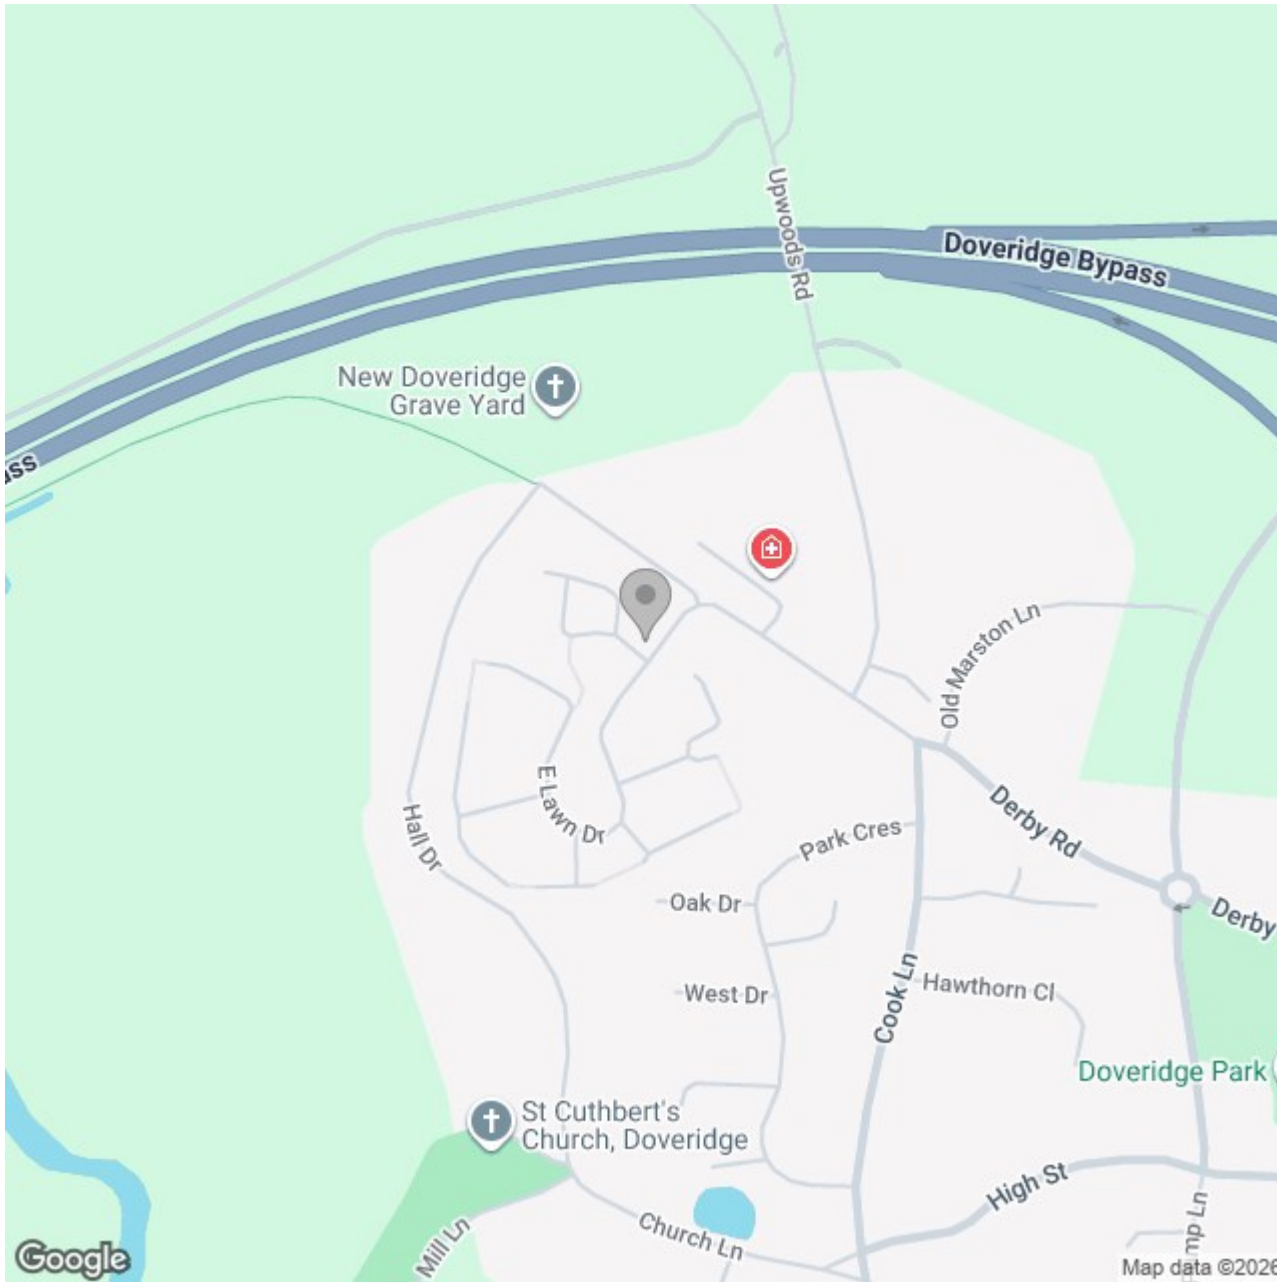 Upwoods Rd
Doveridge Bypass
New Doveridge
Grave Yard
ass
Old Marston Ln
E Lawn Dr
Hall Dr
Derby Rd
Park Cres
Oak Dr
Derby
West Dr
Cook Ln
Hawthorn Cl
Doveridge Park
St Cuthbert's
Church, Doveridge
High St
Mill Ln
Church Ln
mp Ln
Google
Map data ©2026